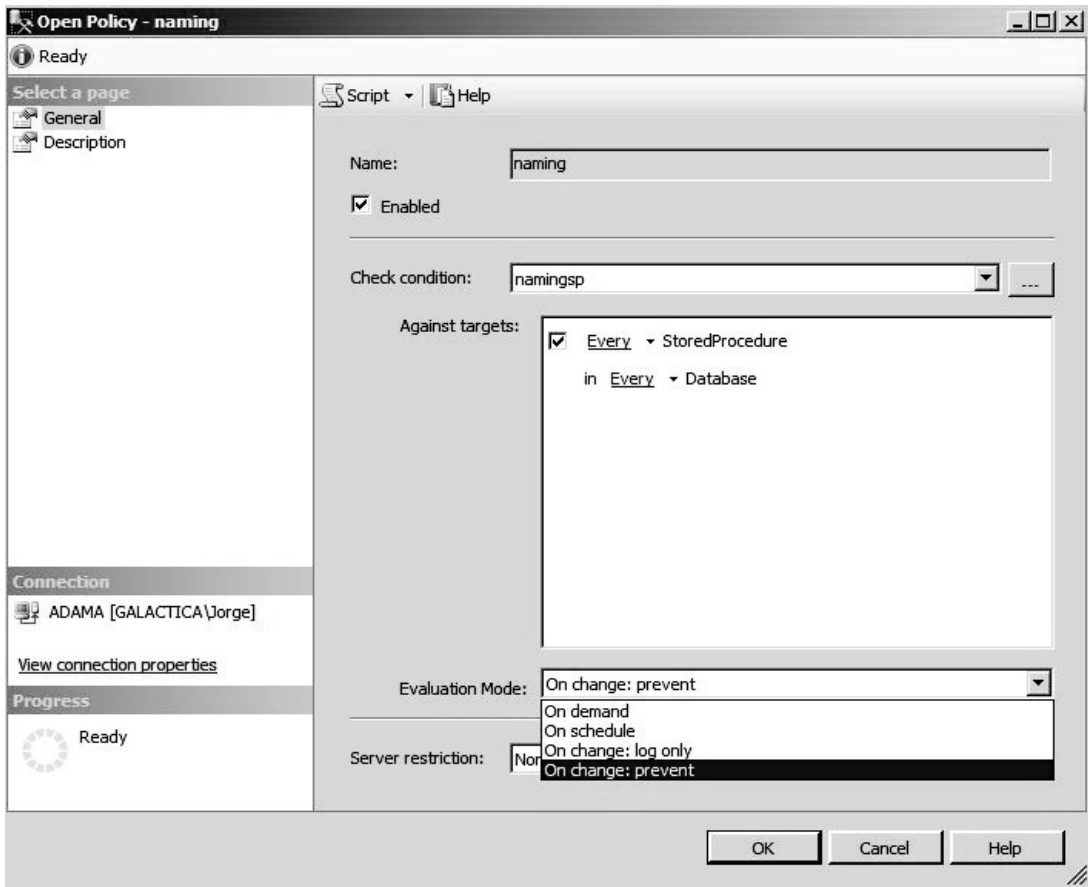 Open Policy - naming
Ready
Select a page
General
Description
Script
Help
Name:
naming
Enabled
Check condition:
namingsp
...
Against targets:
Every StoredProcedure
in Every Database
Connection
ADAMA [GALACTICA\Jorge]
View connection properties
Progress
Ready
Evaluation Mode:
On change: prevent
On demand
On schedule
On change: log only
On change: prevent
Server restriction:
OK
Cancel
Help